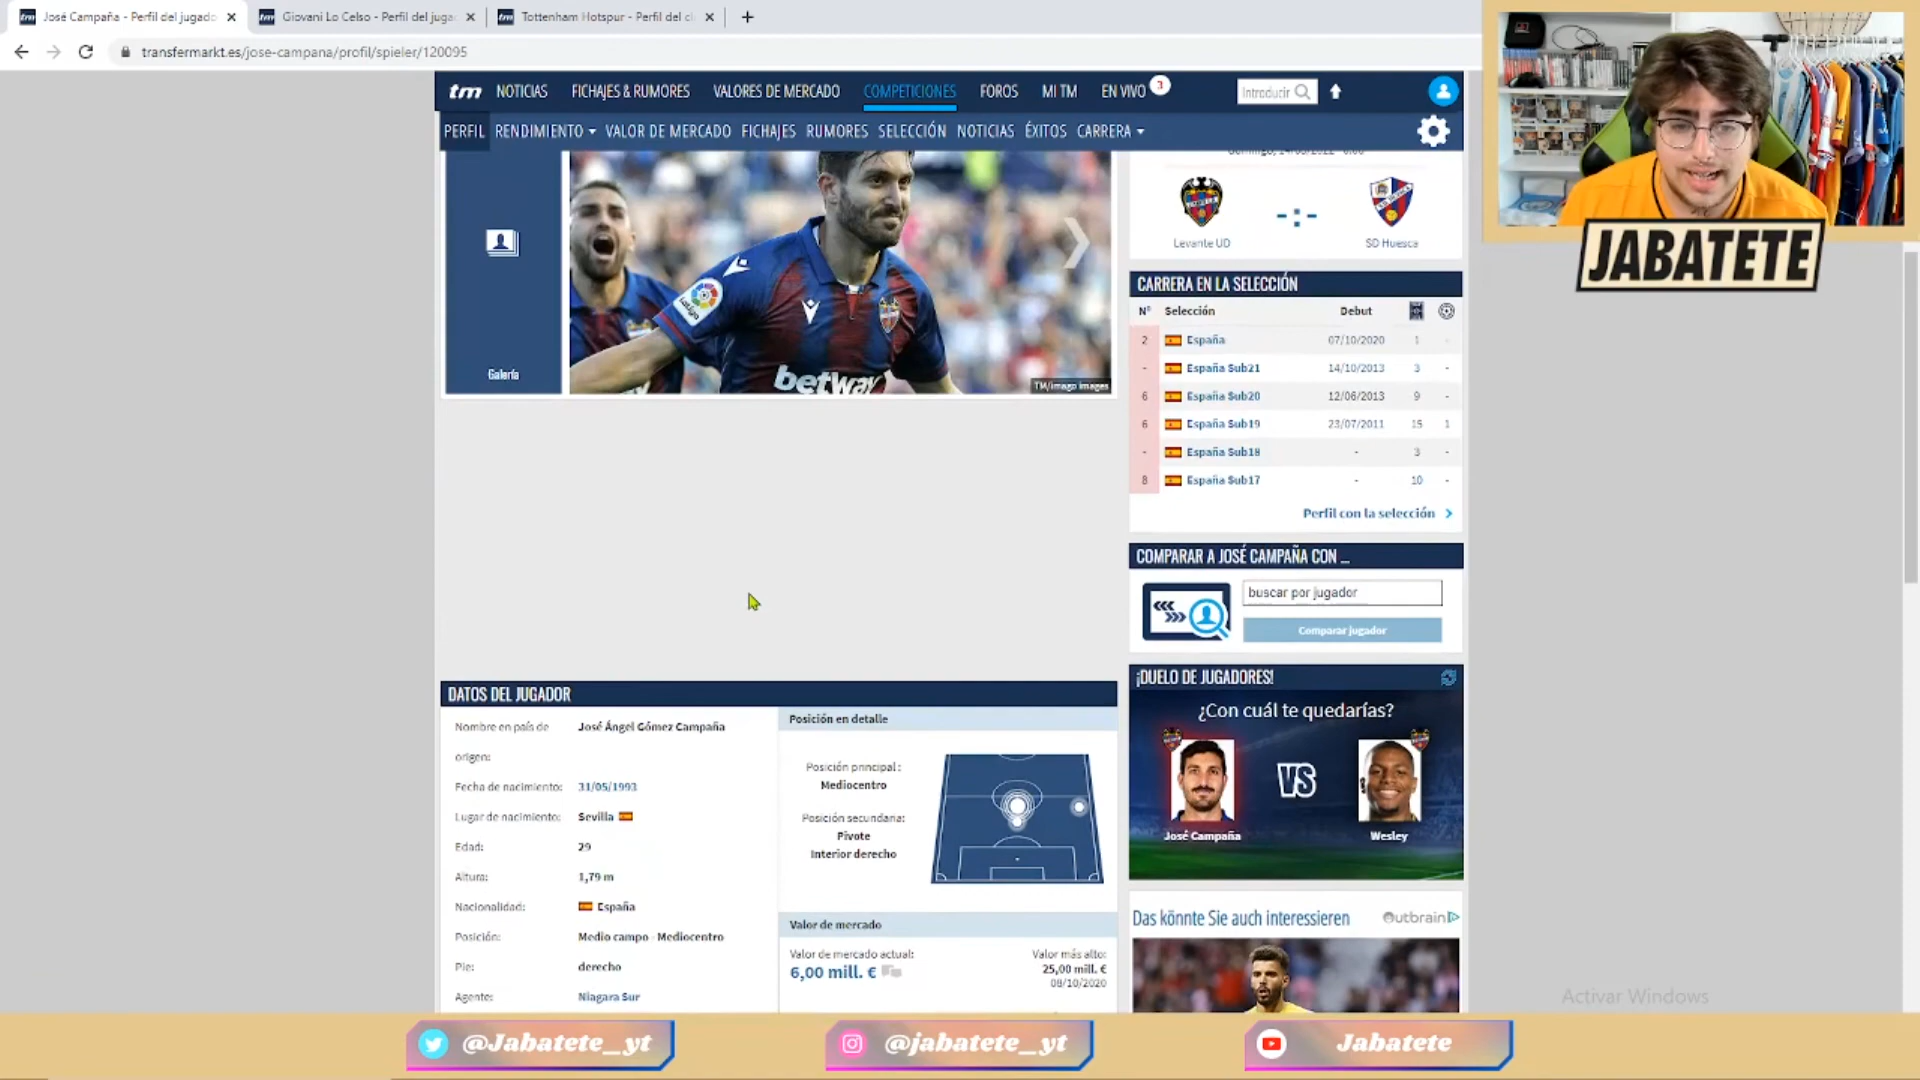 José Campaña - Perfil del jugado
Giovani Lo Celso - Perfil del juga
Tottenham Hotspur - Perfil del cl
transfermarkt.es/jose-campana/profil/spieler/120095
tm NOTICIAS FICHAJES & RUMORES VALORES DE MERCADO COMPETICIONES FOROS MI TM EN VIVO 3 Introducir
PERFIL RENDIMIENTO VALOR DE MERCADO FICHAJES RUMORES SELECCIÓN NOTICIAS ÉXITOS CARRERA
JABATETE
Galería
LaLiga
betway
TM/imago images
-:-
Levante UD
SD Huesca
CARRERA EN LA SELECCIÓN
N° Selección Debut
2 España 07/10/2020 1 -
- España Sub21 14/10/2013 3 -
6 España Sub20 12/06/2013 9 -
6 España Sub19 23/07/2011 15 1
- España Sub18 - 3 -
8 España Sub17 - 10 -
Perfil con la selección
COMPARAR A JOSÉ CAMPAÑA CON ...
buscar por jugador
Comparar jugador
¡DUELO DE JUGADORES!
¿Con cuál te quedarías?
VS
José Campaña
Wesley
Das könnte Sie auch interessieren
Outbrain
DATOS DEL JUGADOR
Nombre en país de origen: José Ángel Gómez Campaña
Fecha de nacimiento: 31/05/1993
Lugar de nacimiento: Sevilla
Edad: 29
Altura: 1,79 m
Nacionalidad: España
Posición: Medio campo - Mediocentro
Pie: derecho
Agente: Niagara Sur
Posición en detalle
Posición principal :
Mediocentro
Posición secundaria:
Pivote
Interior derecho
Valor de mercado
Valor de mercado actual:
6,00 mill. €
Valor más alto:
25,00 mill. €
08/10/2020
Activar Windows
@Jabatete_yt
@jabatete_yt
Jabatete